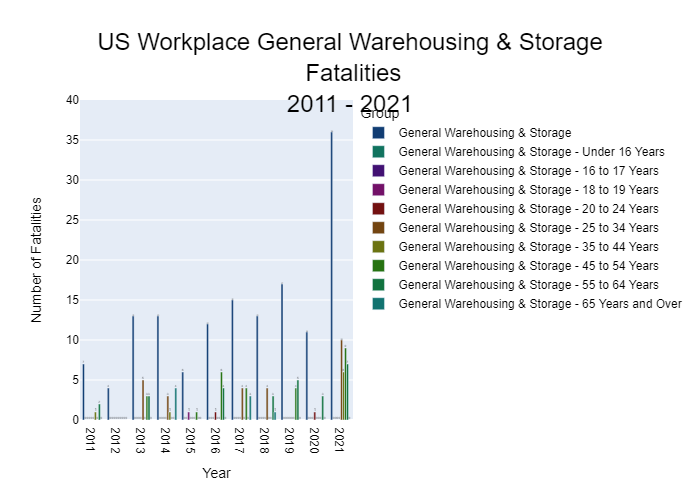 US Workplace General Warehousing & Storage
Fatalities
2011 - 2021
Group
General Warehousing & Storage
General Warehousing & Storage - Under 16 Years
General Warehousing & Storage - 16 to 17 Years
General Warehousing & Storage - 18 to 19 Years
General Warehousing & Storage - 20 to 24 Years
General Warehousing & Storage - 25 to 34 Years
General Warehousing & Storage - 35 to 44 Years
General Warehousing & Storage - 45 to 54 Years
General Warehousing & Storage - 55 to 64 Years
General Warehousing & Storage - 65 Years and Over
Number of Fatalities
40
35
30
25
20
15
10
5
0
2011
2012
2013
2014
2015
2016
2017
2018
2019
2020
2021
Year